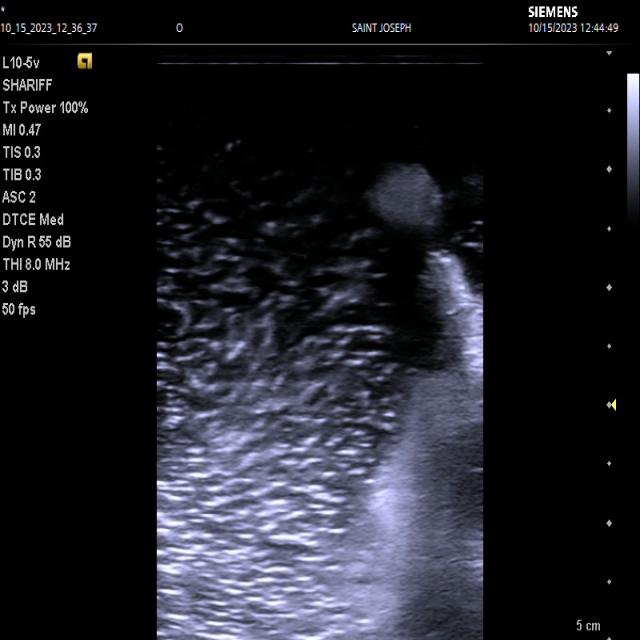 SIEMENS
10_15_2023_12_36_37 O SAINT JOSEPH 10/15/2023 12:44:49
L10-5v
SHARIFF
Tx Power 100%
MI 0.47
TIS 0.3
TIB 0.3
ASC 2
DTCE Med
Dyn R 55 dB
THI 8.0 MHz
3 dB
50 fps
5 cm